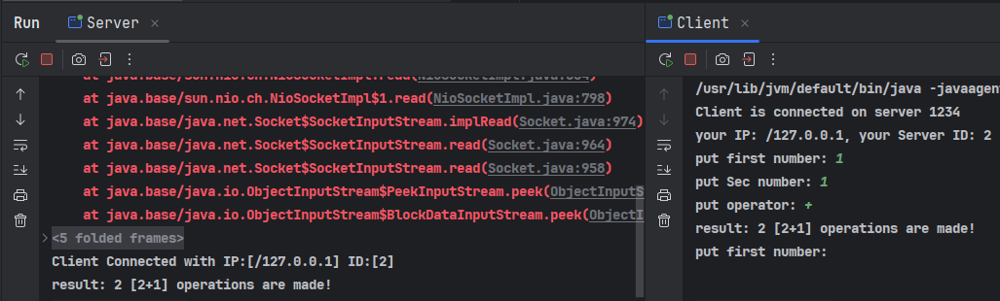 Run Server
Client
at java.base/sun.nio.ch.NioSocketImpl.read(NioSocketImpl.java:
at java.base/sun.nio.ch.NioSocketImpl$1.read(NioSocketImpl.java:798)
at java.base/java.net.Socket$SocketInputStream.implRead(Socket.java:974)
at java.base/java.net.Socket$SocketInputStream.read(Socket.java:964)
at java.base/java.net.Socket$SocketInputStream.read(Socket.java:958)
at java.base/java.io.ObjectInputStream$PeekInputStream.peek(ObjectInputS
at java.base/java.io.ObjectInputStream$BlockDataInputStream.peek(ObjectI
<5 folded frames>
Client Connected with IP:[/127.0.0.1] ID:[2]
result: 2 [2+1] operations are made!
/usr/lib/jvm/default/bin/java -javaagen
Client is connected on server 1234
your IP: /127.0.0.1, your Server ID: 2
put first number: 1
put Sec number: 1
put operator: +
result: 2 [2+1] operations are made!
put first number: